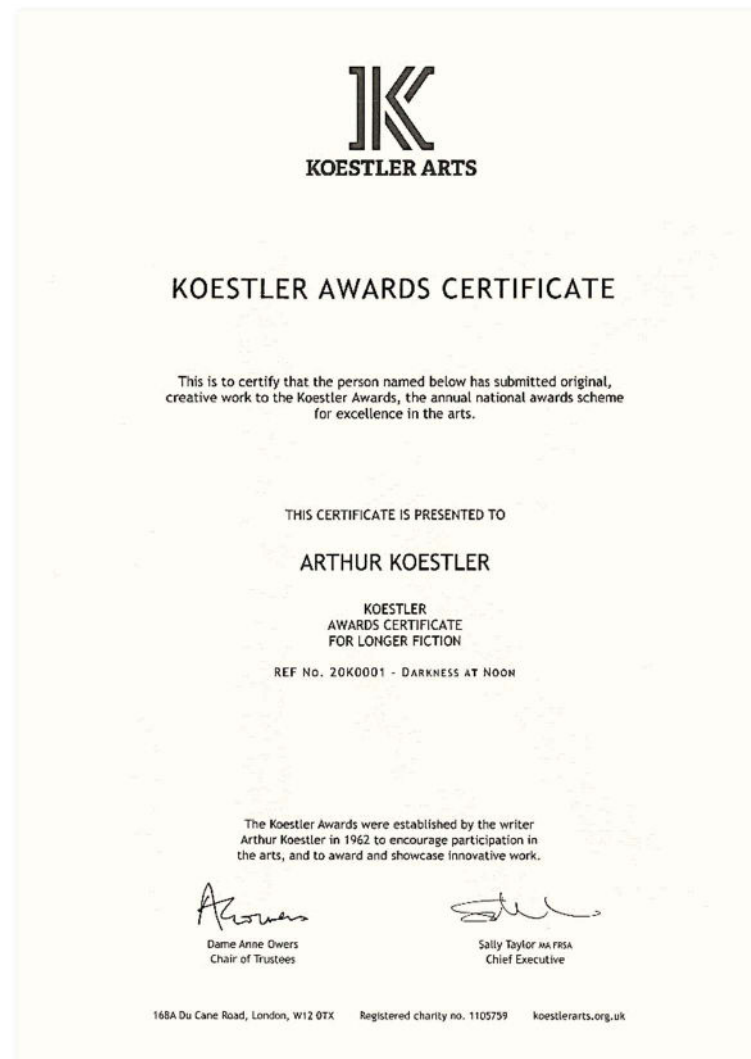 K
KOESTLER ARTS
KOESTLER AWARDS CERTIFICATE
This is to certify that the person named below has submitted original,
creative work to the Koestler Awards, the annual national awards scheme
for excellence in the arts.
THIS CERTIFICATE IS PRESENTED TO
ARTHUR KOESTLER
KOESTLER
AWARDS CERTIFICATE
FOR LONGER FICTION
REF No. 20K0001 - DARKNESS AT NOON
The Koestler Awards were established by the writer
Arthur Koestler in 1962 to encourage participation in
the arts, and to award and showcase innovative work.
Dame Anne Owers
Chair of Trustees
Sally Taylor MA FRSA
Chief Executive
168A Du Cane Road, London, W12 0TX Registered charity no. 1105759 koestlerarts.org.uk